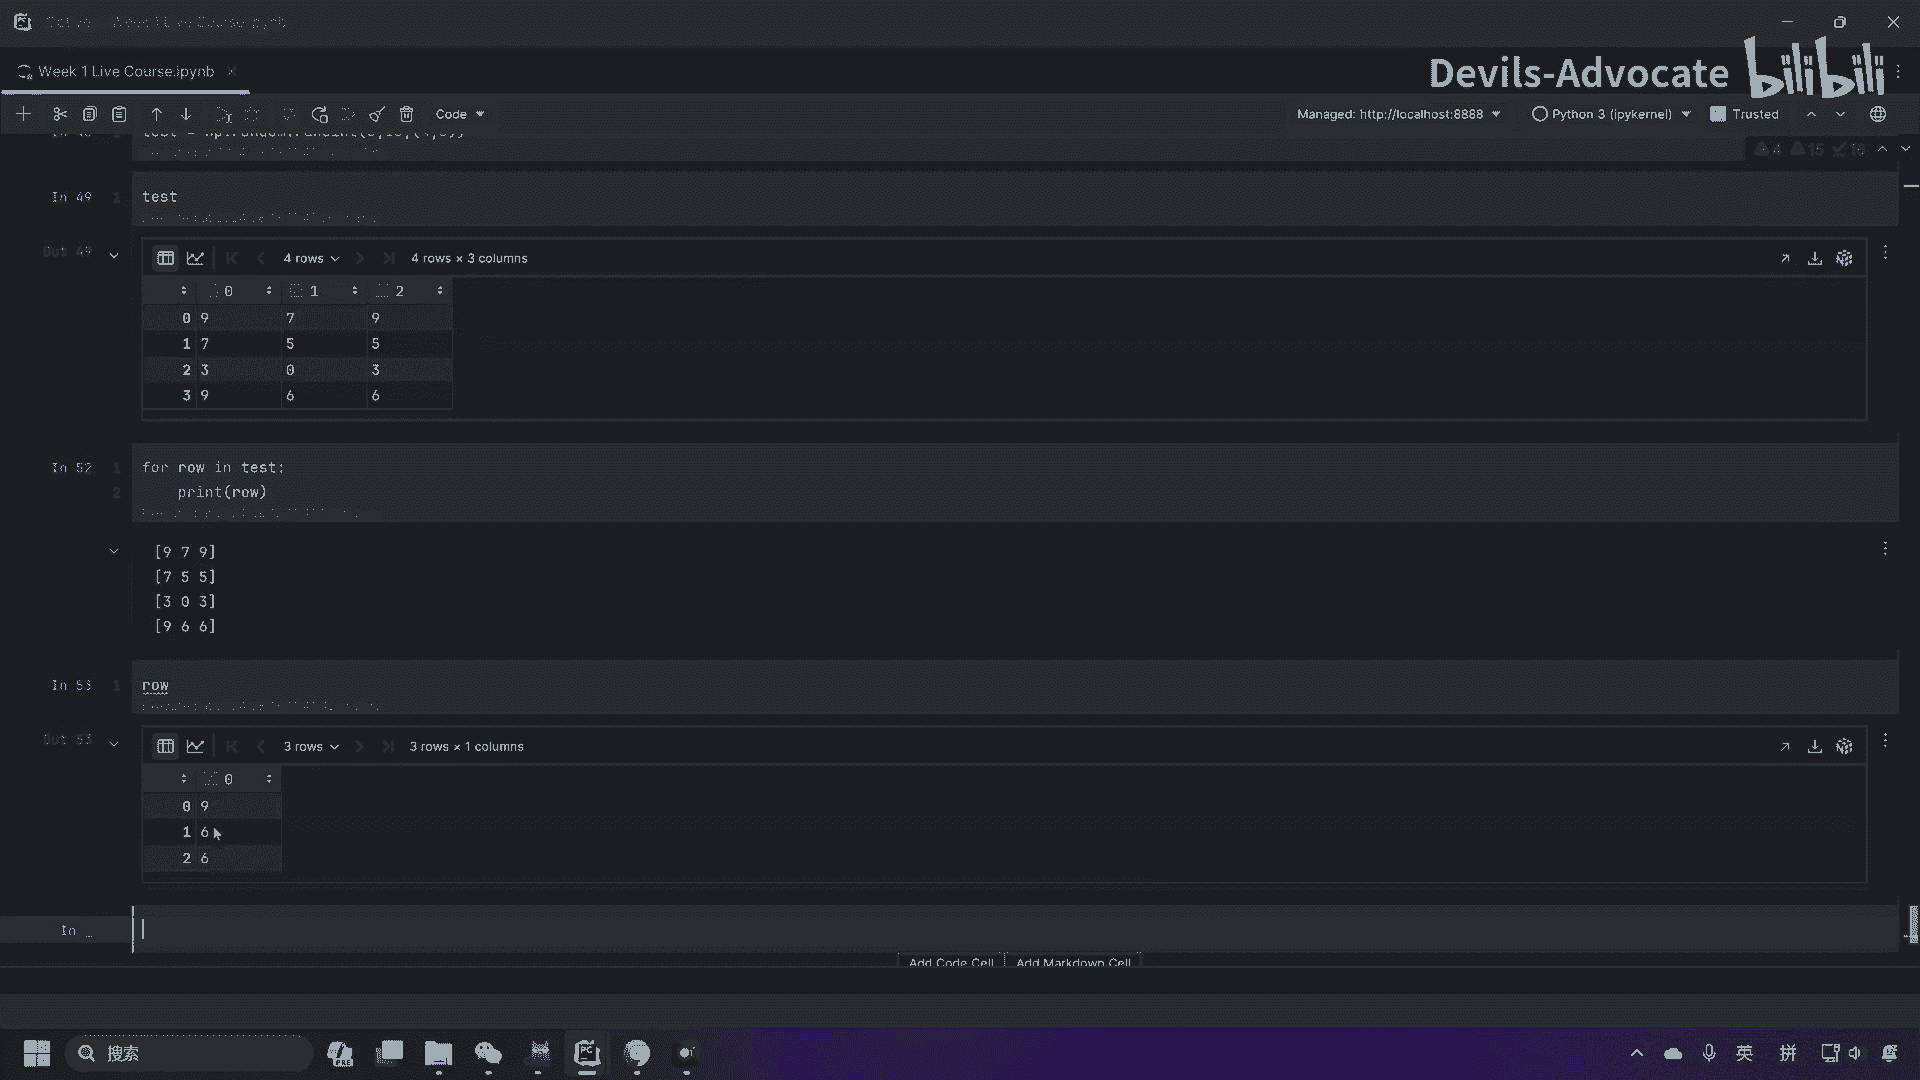 Week 1 Live Course.ipynb
Devils-Advocate bilibili
Code
Managed: http://localhost:8888
Python 3 (ipykernel)
Trusted
4 15 16
In 49 1 test
Out 49
4 rows 4 rows × 3 columns
0 1 2
0 9 7 9
1 7 5 5
2 3 0 3
3 9 6 6
In 52 1 for row in test:
2 print(row)
[9 7 9]
[7 5 5]
[3 0 3]
[9 6 6]
In 53 1 row
Out 53
3 rows 3 rows × 1 columns
0
0 9
1 6
2 6
In _
Add Code Cell Add Markdown Cell
搜索
PRE
英 拼